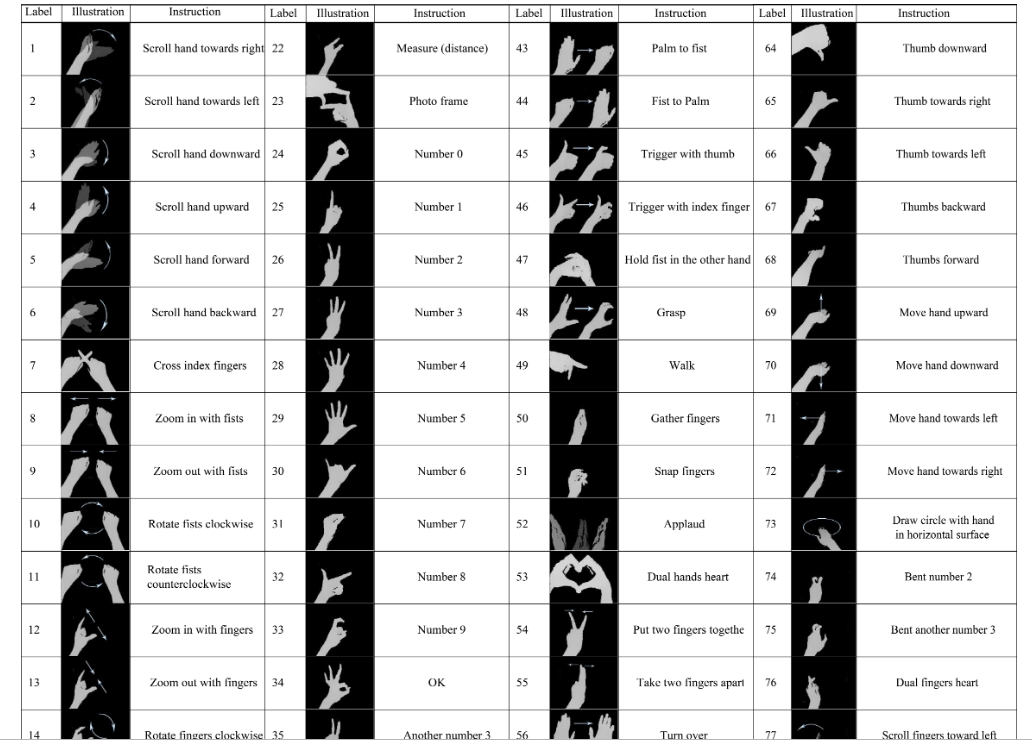 Label Illustration Instruction Label Illustration Instruction Label Illustration Instruction Label Illustration Instruction
1 Scroll hand towards right 22 Measure (distance) 43 Palm to fist 64 Thumb downward
2 Scroll hand towards left 23 Photo frame 44 Fist to Palm 65 Thumb towards right
3 Scroll hand downward 24 Number 0 45 Trigger with thumb 66 Thumb towards left
4 Scroll hand upward 25 Number 1 46 Trigger with index finger 67 Thumbs backward
5 Scroll hand forward 26 Number 2 47 Hold fist in the other hand 68 Thumbs forward
6 Scroll hand backward 27 Number 3 48 Grasp 69 Move hand upward
7 Cross index fingers 28 Number 4 49 Walk 70 Move hand downward
8 Zoom in with fists 29 Number 5 50 Gather fingers 71 Move hand towards left
9 Zoom out with fists 30 Number 6 51 Snap fingers 72 Move hand towards right
10 Rotate fists clockwise 31 Number 7 52 Applaud 73 Draw circle with hand
in horizontal surface
11 Rotate fists
counterclockwise 32 Number 8 53 Dual hands heart 74 Bent number 2
12 Zoom in with fingers 33 Number 9 54 Put two fingers togethe 75 Bent another number 3
13 Zoom out with fingers 34 OK 55 Take two fingers apart 76 Dual fingers heart
14 Rotate fingers clockwise 35 Another number 3 56 Turn over 77 Scroll fingers toward left